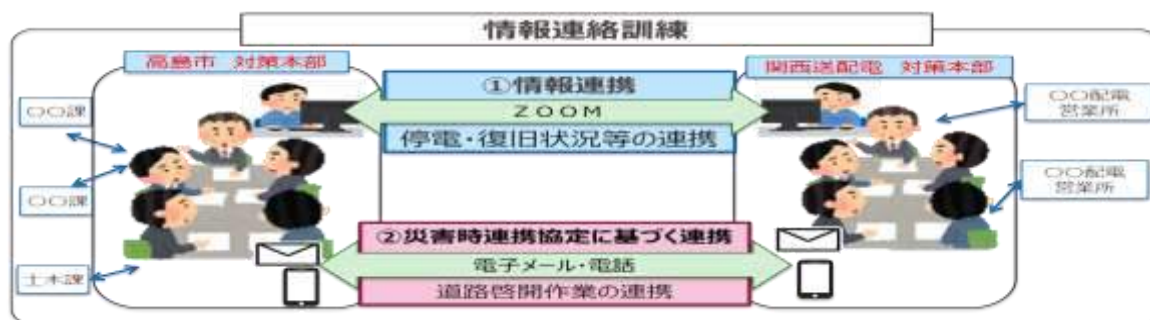 情報連絡訓練
高島市 対策本部
関西送配電 対策本部
①情報連携
ZOOM
停電・復旧状況等の連携
〇〇課
〇〇課
土木課
〇〇配電
営業所
〇〇配電
営業所
②災害時連携協定に基づく連携
電子メール・電話
道路啓開作業の連携